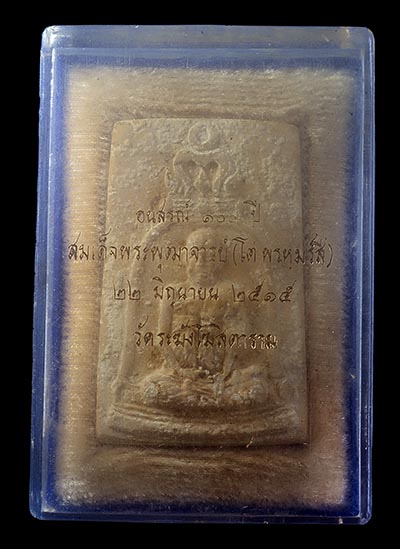 อนุสรณ์ ๑๐๐ ปี
สมเด็จพระพุฒาจารย์ (โต พรหมรังสี)
๒๒ มิถุนายน ๒๕๑๕
วัดระฆังโฆสิตาราม